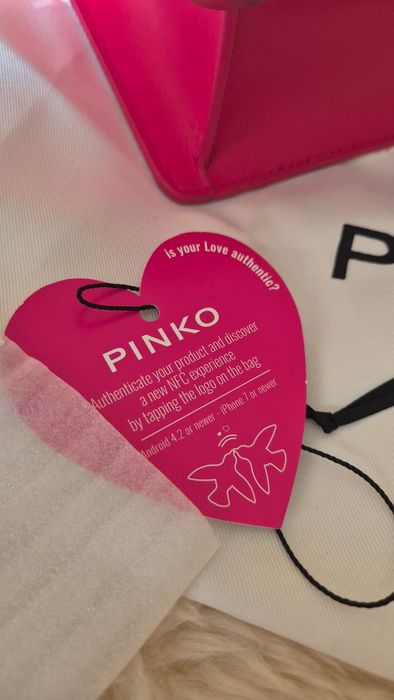 is your Love authentic?
PINKO
Authenticate your product and discover
a new NFC experience
by tapping the logo on the bag
Android 4.2 or newer - iPhone 7 or newer
P